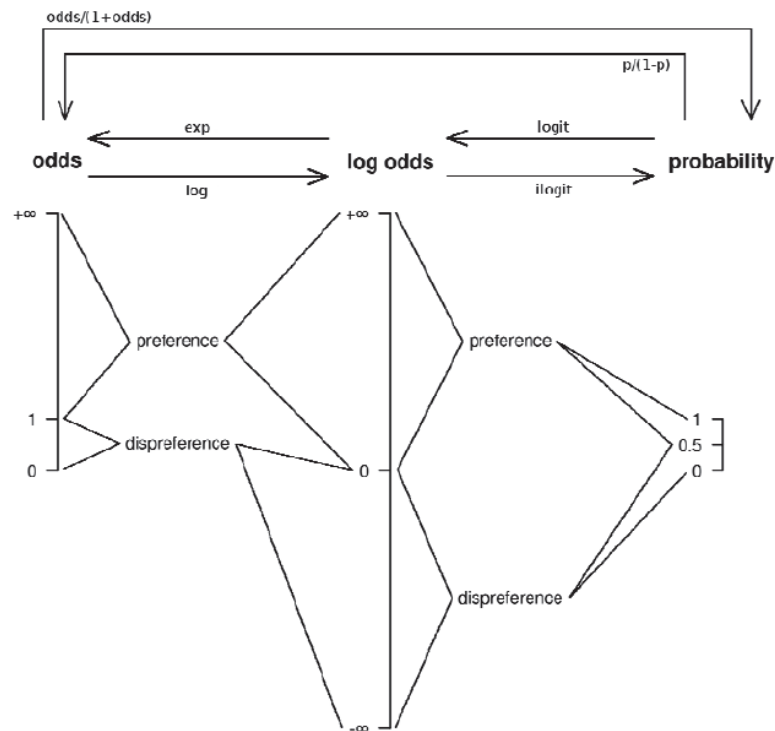 odds/(1+odds)
p/(1-p)
exp
logit
odds
log odds
probability
log
ilogit
+∞
+∞
preference
preference
1
dispreference
0
0
1
0.5
0
dispreference
-∞